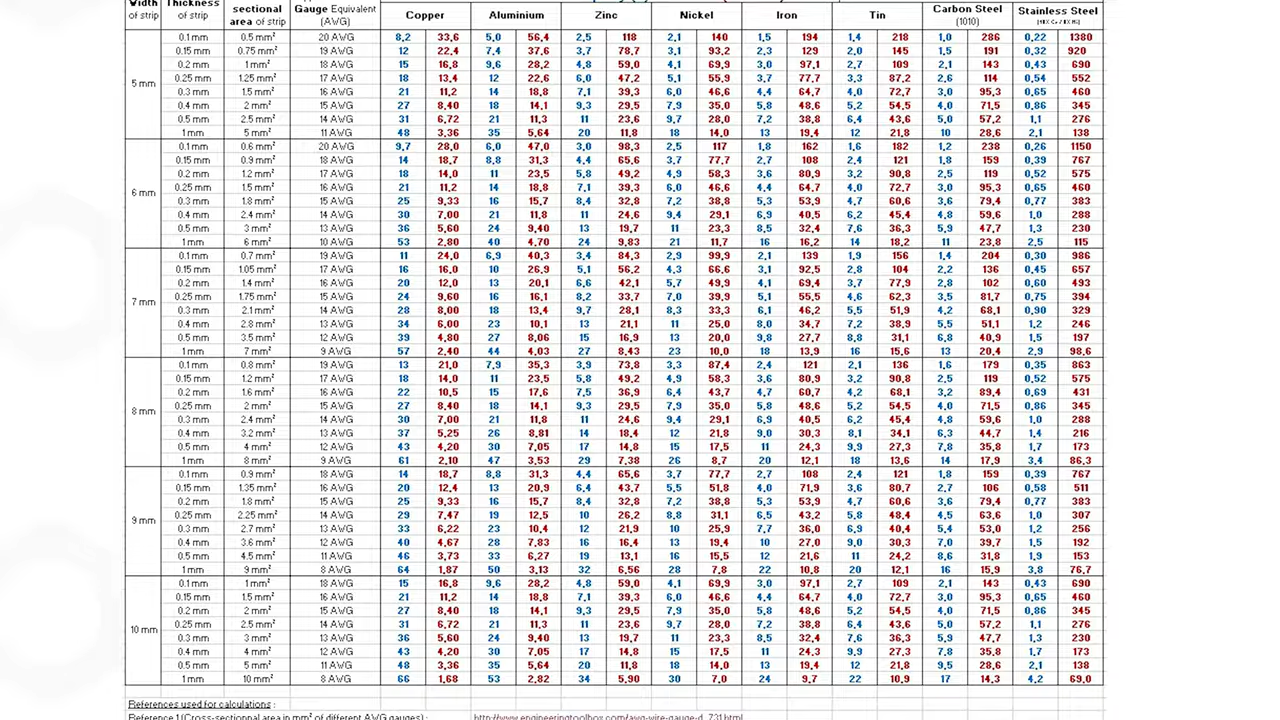 Width of strip Thickness of strip sectional area of strip Gauge Equivalent (AWG) Copper Aluminium Zinc Nickel Iron Tin Carbon Steel (1010) Stainless Steel
5 mm
0.1 mm 0.5 mm² 20 AWG 8,2 33,6 5,0 56,4 2,5 118 2,1 140 1,5 194 1,4 218 1,0 286 0,22 1380
0.15 mm 0.75 mm² 19 AWG 12 22,4 7,4 37,6 3,7 78,7 3,1 93,2 2,3 129 2,0 145 1,5 191 0,32 920
0.2 mm 1 mm² 18 AWG 15 16,8 9,6 28,2 4,8 59,0 4,1 69,9 3,0 97,1 2,7 109 2,1 143 0,43 690
0.25 mm 1.25 mm² 17 AWG 18 13,4 12 22,6 6,0 47,2 5,1 55,9 3,7 77,7 3,3 87,2 2,6 114 0,54 552
0.3 mm 1.5 mm² 16 AWG 21 11,2 14 18,8 7,1 39,3 6,0 46,6 4,4 64,7 4,0 72,7 3,0 95,3 0,65 460
0.4 mm 2 mm² 15 AWG 27 8,40 18 14,1 9,3 29,5 7,9 35,0 5,8 48,6 5,2 54,5 4,0 71,5 0,86 345
0.5 mm 2.5 mm² 14 AWG 31 6,72 21 11,3 11 23,6 9,7 28,0 7,2 38,8 6,4 43,6 5,0 57,2 1,1 276
1 mm 5 mm² 11 AWG 48 3,36 35 5,64 20 11,8 18 14,0 13 19,4 12 21,8 10 28,6 2,1 138
6 mm
0.1 mm 0.6 mm² 20 AWG 9,7 28,0 6,0 47,0 3,0 98,3 2,5 117 1,8 162 1,6 182 1,2 238 0,26 1150
0.15 mm 0.9 mm² 18 AWG 14 18,7 8,8 31,3 4,4 65,6 3,7 77,7 2,7 108 2,4 121 1,8 159 0,39 767
0.2 mm 1.2 mm² 17 AWG 18 14,0 11 23,5 5,8 49,2 4,9 58,3 3,6 80,9 3,2 90,8 2,5 119 0,52 575
0.25 mm 1.5 mm² 16 AWG 21 11,2 14 18,8 7,1 39,3 6,0 46,6 4,4 64,7 4,0 72,7 3,0 95,3 0,65 460
0.3 mm 1.8 mm² 15 AWG 25 9,33 16 15,7 8,4 32,8 7,2 38,8 5,3 53,9 4,7 60,6 3,6 79,4 0,77 383
0.4 mm 2.4 mm² 14 AWG 30 7,00 21 11,8 11 24,6 9,4 29,1 6,9 40,5 6,2 45,4 4,8 59,6 1,0 288
0.5 mm 3 mm² 13 AWG 36 5,60 24 9,40 13 19,7 11 23,3 8,5 32,4 7,6 36,3 5,9 47,7 1,3 230
1 mm 6 mm² 10 AWG 53 2,80 40 4,70 24 9,83 21 11,7 16 16,2 14 18,2 11 23,8 2,5 115
7 mm
0.1 mm 0.7 mm² 19 AWG 11 24,0 6,9 40,3 3,4 84,3 2,9 99,9 2,1 139 1,9 156 1,4 204 0,30 986
0.15 mm 1.05 mm² 17 AWG 16 16,0 10 26,9 5,1 56,2 4,3 66,6 3,1 92,5 2,8 104 2,2 136 0,45 657
0.2 mm 1.4 mm² 16 AWG 20 12,0 13 20,1 6,6 42,1 5,7 49,9 4,1 69,4 3,7 77,9 2,8 102 0,60 493
0.25 mm 1.75 mm² 15 AWG 24 9,60 16 16,1 8,2 33,7 7,0 39,9 5,1 55,5 4,6 62,3 3,5 81,7 0,75 394
0.3 mm 2.1 mm² 14 AWG 28 8,00 18 13,4 9,7 28,1 8,3 33,3 6,1 46,2 5,5 51,9 4,2 68,1 0,90 329
0.4 mm 2.8 mm² 13 AWG 34 6,00 23 10,1 13 21,1 11 25,0 8,0 34,7 7,2 38,9 5,5 51,1 1,2 246
0.5 mm 3.5 mm² 12 AWG 39 4,80 27 8,06 15 16,9 13 20,0 9,8 27,7 8,8 31,1 6,8 40,9 1,5 197
1 mm 7 mm² 9 AWG 57 2,40 44 4,03 27 8,43 23 10,0 18 13,9 16 15,6 13 20,4 2,9 98,6
8 mm
0.1 mm 0.8 mm² 19 AWG 13 21,0 7,9 35,3 3,9 73,8 3,3 87,4 2,4 121 2,1 136 1,6 179 0,35 863
0.15 mm 1.2 mm² 17 AWG 18 14,0 11 23,5 5,8 49,2 4,9 58,3 3,6 80,9 3,2 90,8 2,5 119 0,52 575
0.2 mm 1.6 mm² 16 AWG 22 10,5 15 17,6 7,5 36,9 6,4 43,7 4,7 60,7 4,2 68,1 3,2 89,4 0,69 431
0.25 mm 2 mm² 15 AWG 27 8,40 18 14,1 9,3 29,5 7,9 35,0 5,8 48,6 5,2 54,5 4,0 71,5 0,86 345
0.3 mm 2.4 mm² 14 AWG 30 7,00 21 11,8 11 24,6 9,4 29,1 6,9 40,5 6,2 45,4 4,8 59,6 1,0 288
0.4 mm 3.2 mm² 13 AWG 37 5,25 26 8,81 14 18,4 12 21,8 9,0 30,3 8,1 34,1 6,3 44,7 1,4 216
0.5 mm 4 mm² 12 AWG 43 4,20 30 7,05 17 14,8 15 17,5 11 24,3 9,9 27,3 7,8 35,8 1,7 173
1 mm 8 mm² 9 AWG 61 2,10 47 3,53 29 7,38 26 8,7 20 12,1 18 13,6 14 17,9 3,4 86,3
9 mm
0.1 mm 0.9 mm² 18 AWG 14 18,7 8,8 31,3 4,4 65,6 3,7 77,7 2,7 108 2,4 121 1,8 159 0,39 767
0.15 mm 1.35 mm² 16 AWG 20 12,4 13 20,9 6,4 43,7 5,5 51,8 4,0 71,9 3,6 80,7 2,7 106 0,58 511
0.2 mm 1.8 mm² 15 AWG 25 9,33 16 15,7 8,4 32,8 7,2 38,8 5,3 53,9 4,7 60,6 3,6 79,4 0,77 383
0.25 mm 2.25 mm² 14 AWG 29 7,47 19 12,5 10 26,2 8,8 31,1 6,5 43,2 5,8 48,4 4,5 63,6 1,0 307
0.3 mm 2.7 mm² 13 AWG 33 6,22 23 10,4 12 21,9 10 25,9 7,7 36,0 6,9 40,4 5,4 53,0 1,2 256
0.4 mm 3.6 mm² 12 AWG 40 4,67 28 7,83 16 16,4 13 19,4 10 27,0 9,0 30,3 7,0 39,7 1,5 192
0.5 mm 4.5 mm² 11 AWG 46 3,73 33 6,27 19 13,1 16 15,5 12 21,6 11 24,2 8,6 31,8 1,9 153
1 mm 9 mm² 8 AWG 64 1,87 50 3,13 32 6,56 28 7,8 22 10,8 20 12,1 16 15,9 3,8 76,7
10 mm
0.1 mm 1 mm² 18 AWG 15 16,8 9,6 28,2 4,8 59,0 4,1 69,9 3,0 97,1 2,7 109 2,1 143 0,43 690
0.15 mm 1.5 mm² 16 AWG 21 11,2 14 18,8 7,1 39,3 6,0 46,6 4,4 64,7 4,0 72,7 3,0 95,3 0,65 460
0.2 mm 2 mm² 15 AWG 27 8,40 18 14,1 9,3 29,5 7,9 35,0 5,8 48,6 5,2 54,5 4,0 71,5 0,86 345
0.25 mm 2.5 mm² 14 AWG 31 6,72 21 11,3 11 23,6 9,7 28,0 7,2 38,8 6,4 43,6 5,0 57,2 1,1 276
0.3 mm 3 mm² 13 AWG 36 5,60 24 9,40 13 19,7 11 23,3 8,5 32,4 7,6 36,3 5,9 47,7 1,3 230
0.4 mm 4 mm² 12 AWG 43 4,20 30 7,05 17 14,8 15 17,5 11 24,3 9,9 27,3 7,8 35,8 1,7 173
0.5 mm 5 mm² 11 AWG 48 3,36 35 5,64 20 11,8 18 14,0 13 19,4 12 21,8 9,5 28,6 2,1 138
1 mm 10 mm² 8 AWG 66 1,68 53 2,82 34 5,90 30 7,0 24 9,7 22 10,9 17 14,3 4,2 69,0
References used for calculations :
Reference 1 (Cross-sectionnal area in mm² of different AWG gauges) : http://www.engineeringtoolbox.com/awg-wire-gauge-d_731.html